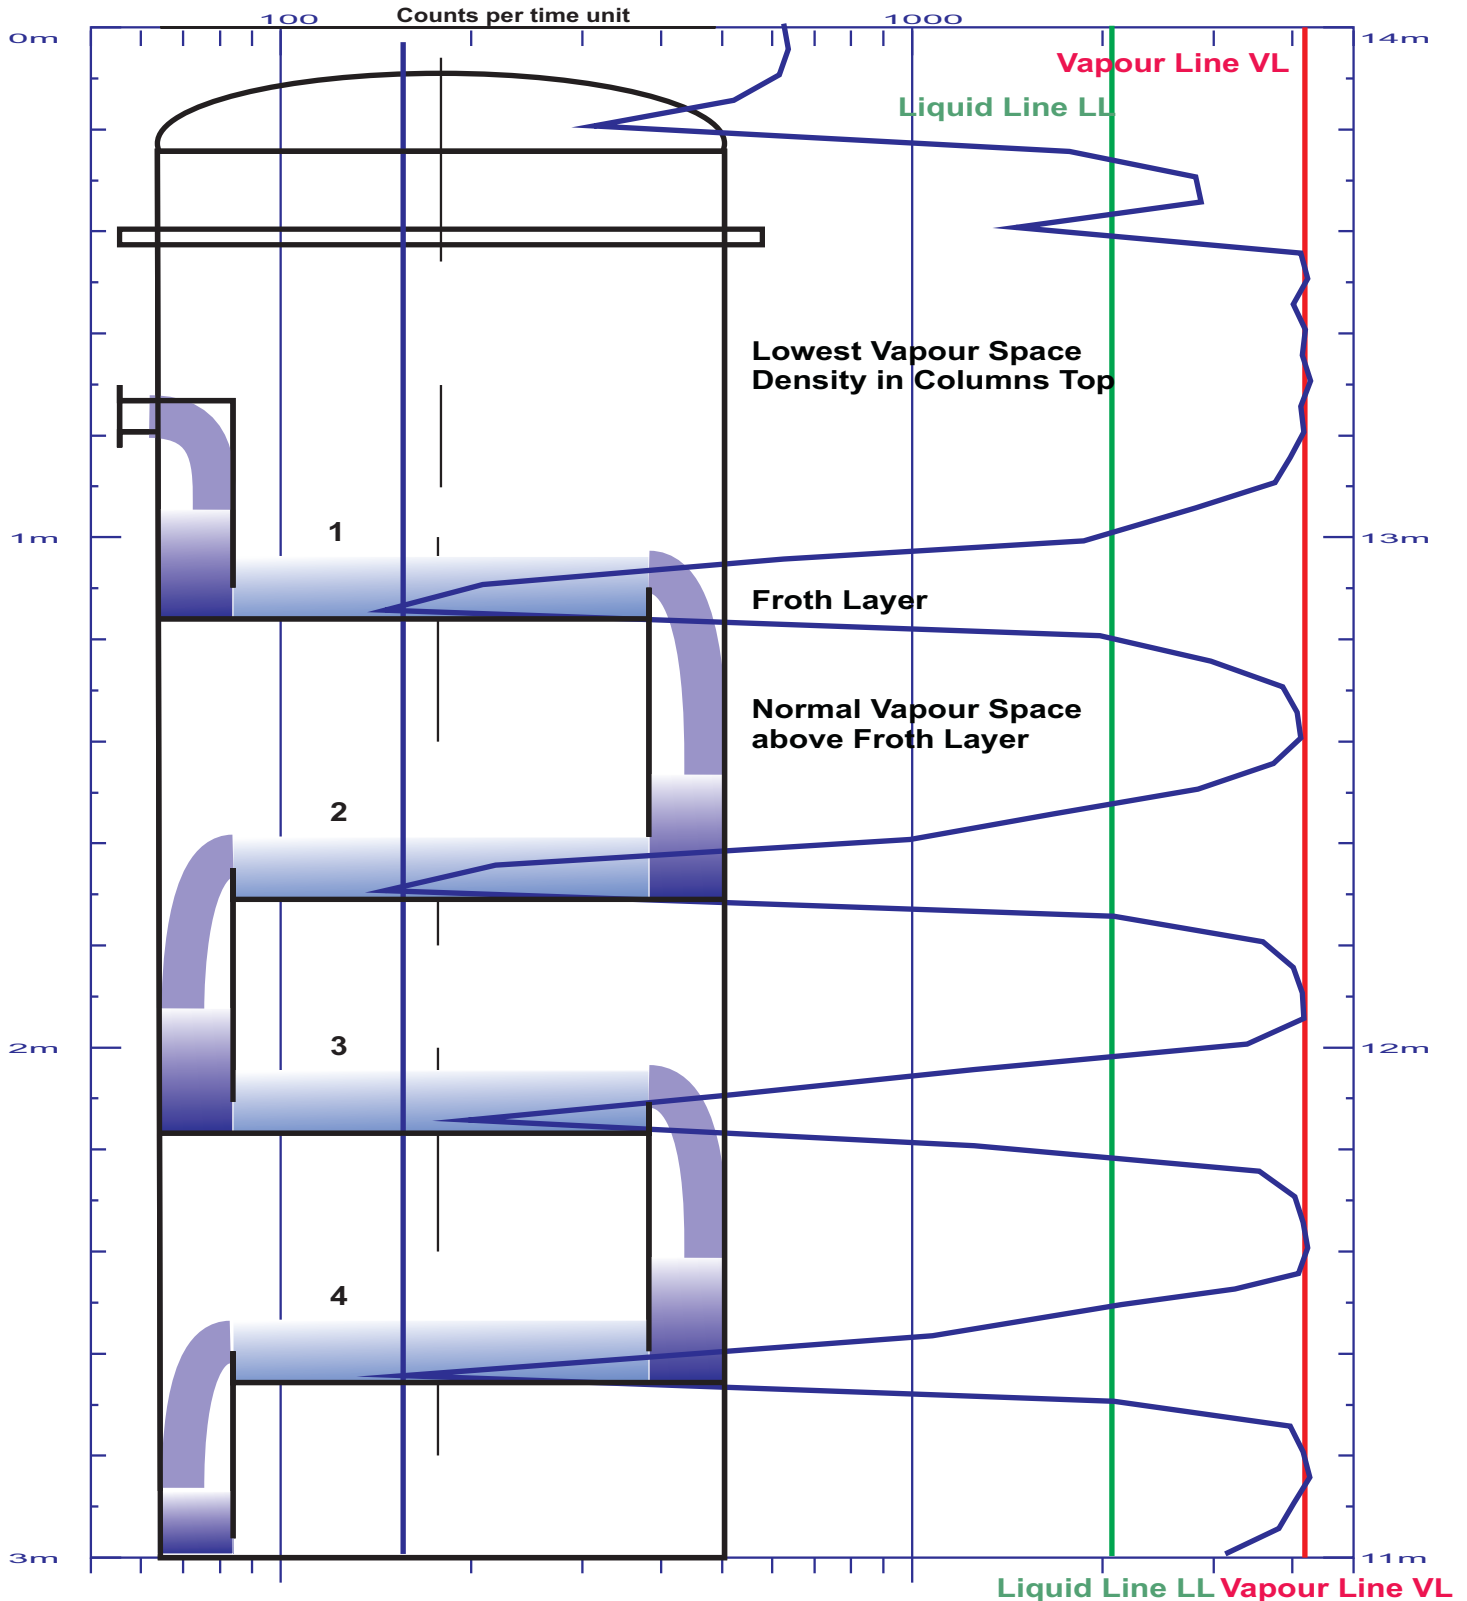 100
Counts per time unit
1000
0m
14m
Vapour Line VL
Liquid Line LL
Lowest Vapour Space
Density in Columns Top
1
1m
13m
Froth Layer
Normal Vapour Space
above Froth Layer
2
3
2m
12m
4
3m
11m
Liquid Line LL
Vapour Line VL